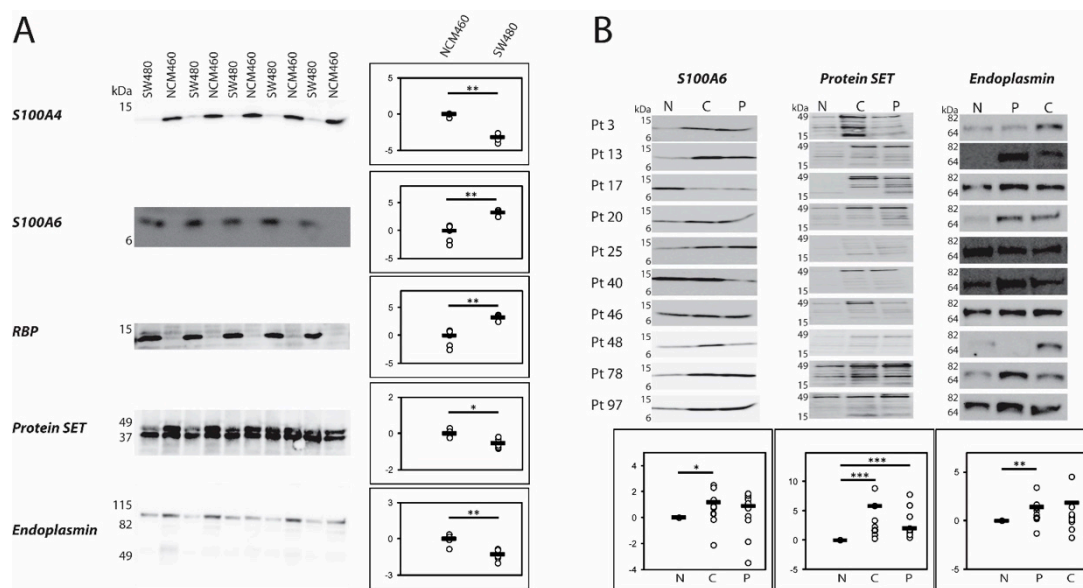 A
SW480 NCM460 SW480 NCM460 SW480 NCM460 SW480 NCM460 SW480 NCM460
NCM460 SW480
kDa
S100A4
15
5
**
0
-5
S100A6
6
5
**
0
-5
RBP
15
5
**
0
-5
Protein SET
49
37
2
*
0
-2
Endoplasmin
115
82
49
3
**
0
-3
B
S100A6 Protein SET Endoplasmin
N C P N C P N P C
kDa kDa kDa
Pt 3 15 6 49 15 82 64
Pt 13 15 6 49 15 82 64
Pt 17 15 6 49 15 82 64
Pt 20 15 6 49 15 82 64
Pt 25 15 6 49 15 82 64
Pt 40 15 6 49 15 82 64
Pt 46 15 6 49 15 82 64
Pt 48 15 6 49 15 82 64
Pt 78 15 6 49 15 82 64
Pt 97 15 6 49 15 82 64
4
*
2
0
-2
-4
N C P
10
***
***
5
0
-5
N C P
5
**
0
-5
N P C